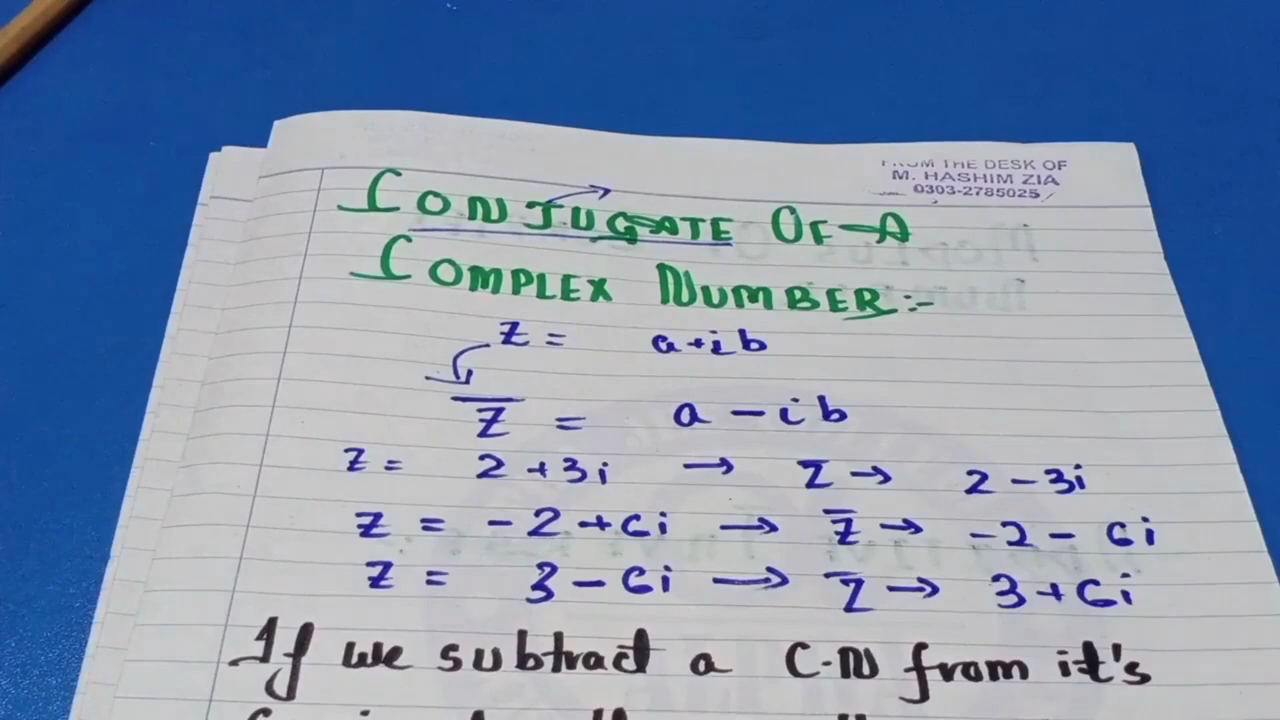 FROM THE DESK OF
M. HASHIM ZIA
0303-2785025
CONJUGATE OF A
COMPLEX NUMBER:-
Z = a+ib
Z̅ = a-ib
Z = 2+3i → Z̅ → 2-3i
Z = -2+6i → Z̅ → -2-6i
Z = 3-6i → Z̅ → 3+6i
If we subtract a C-N from it's